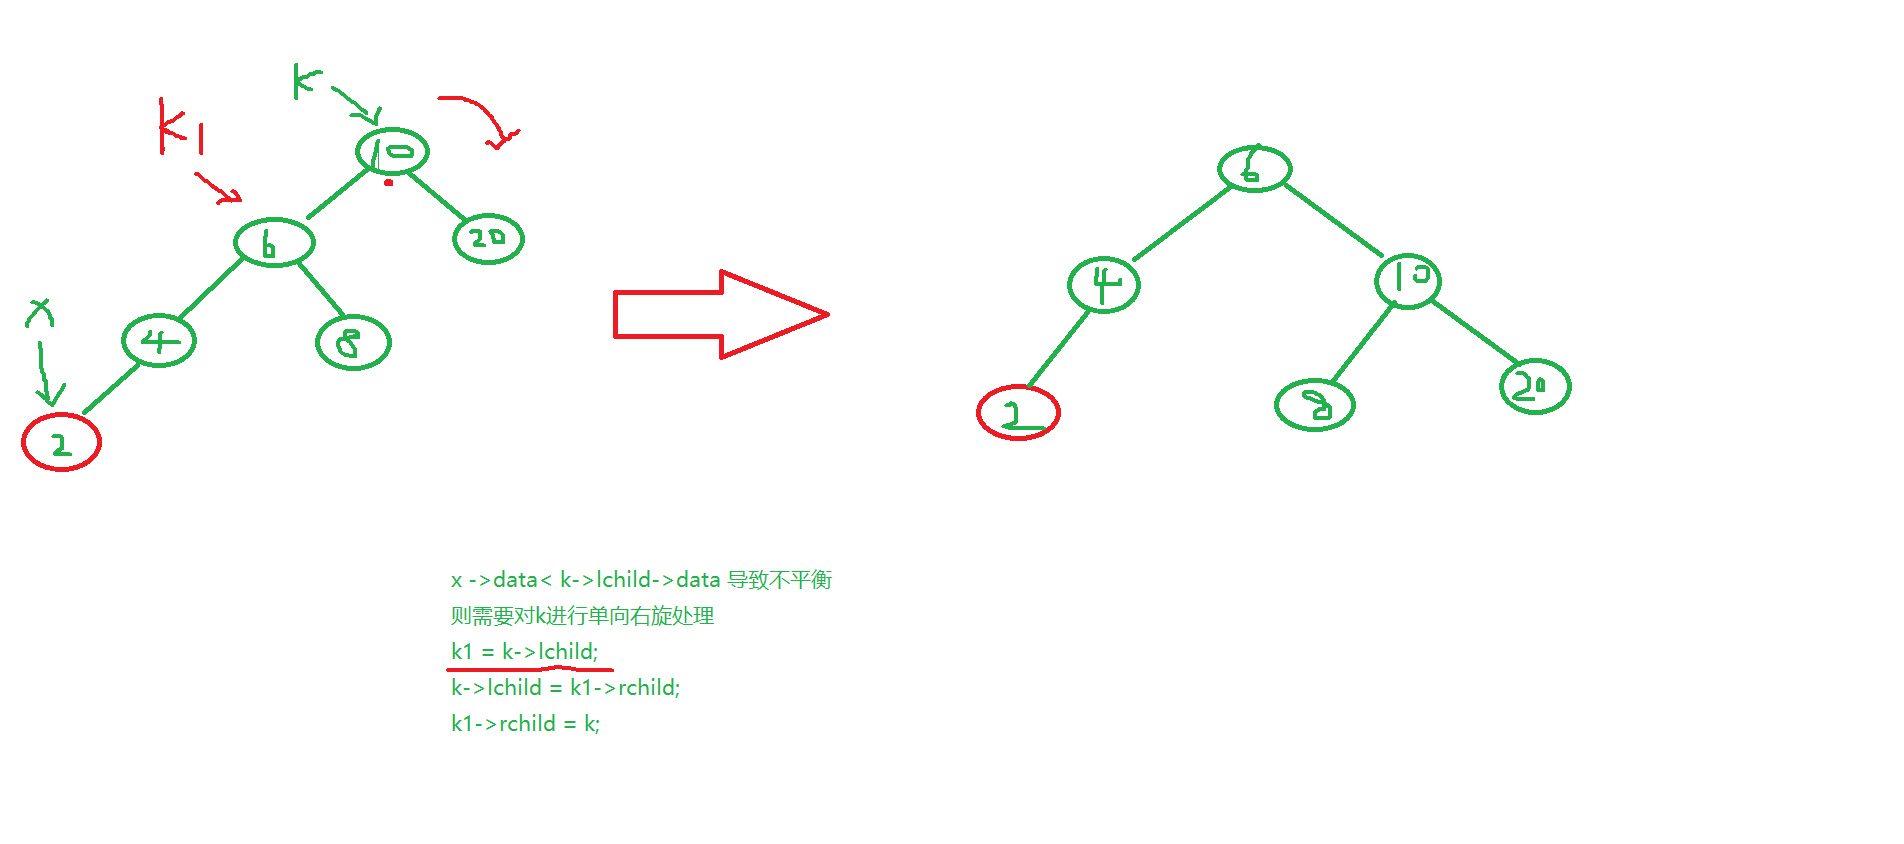 k
k1
10
6
20
x
4
8
2
6
4
10
2
8
20
x ->data< k->lchild->data 导致不平衡
则需要对k进行单向右旋处理
k1 = k->lchild;
k->lchild = k1->rchild;
k1->rchild = k;